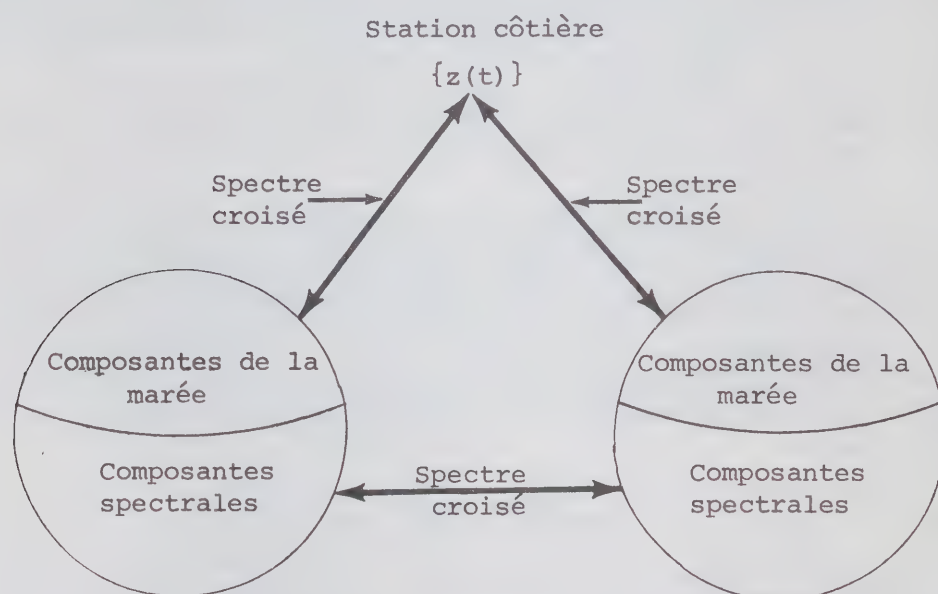 Station côtière
{z(t)}
Spectre
croisé
Spectre
croisé
Composantes de la
marée
Composantes
spectrales
Composantes de la
marée
Composantes
spectrales
Spectre
croisé